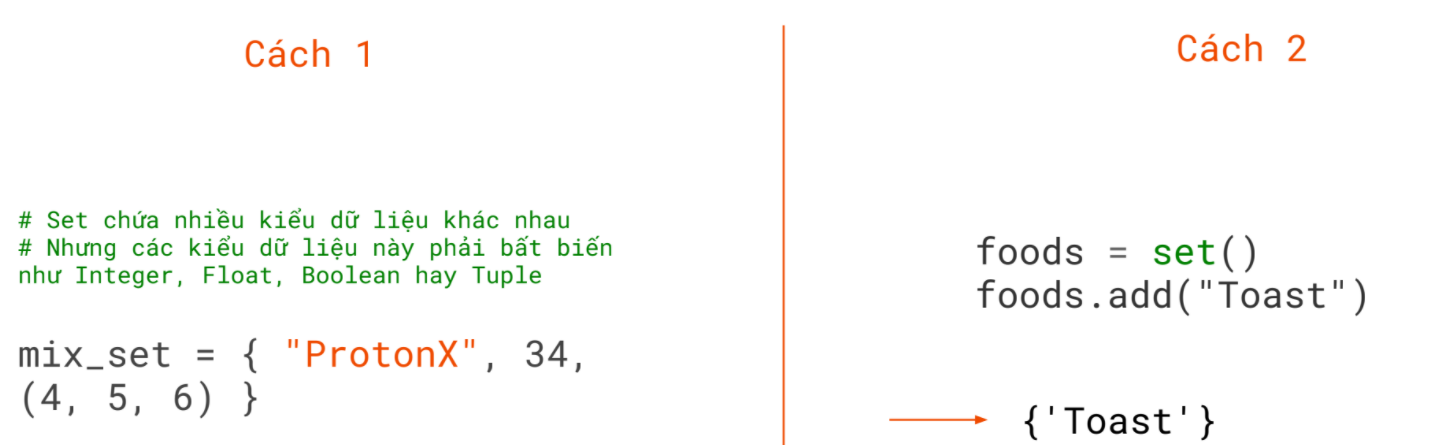 Cách 1
# Set chứa nhiều kiểu dữ liệu khác nhau
# Nhưng các kiểu dữ liệu này phải bất biến
như Integer, Float, Boolean hay Tuple
mix_set = { "ProtonX", 34,
(4, 5, 6) }
Cách 2
foods = set()
foods.add("Toast")
{'Toast'}